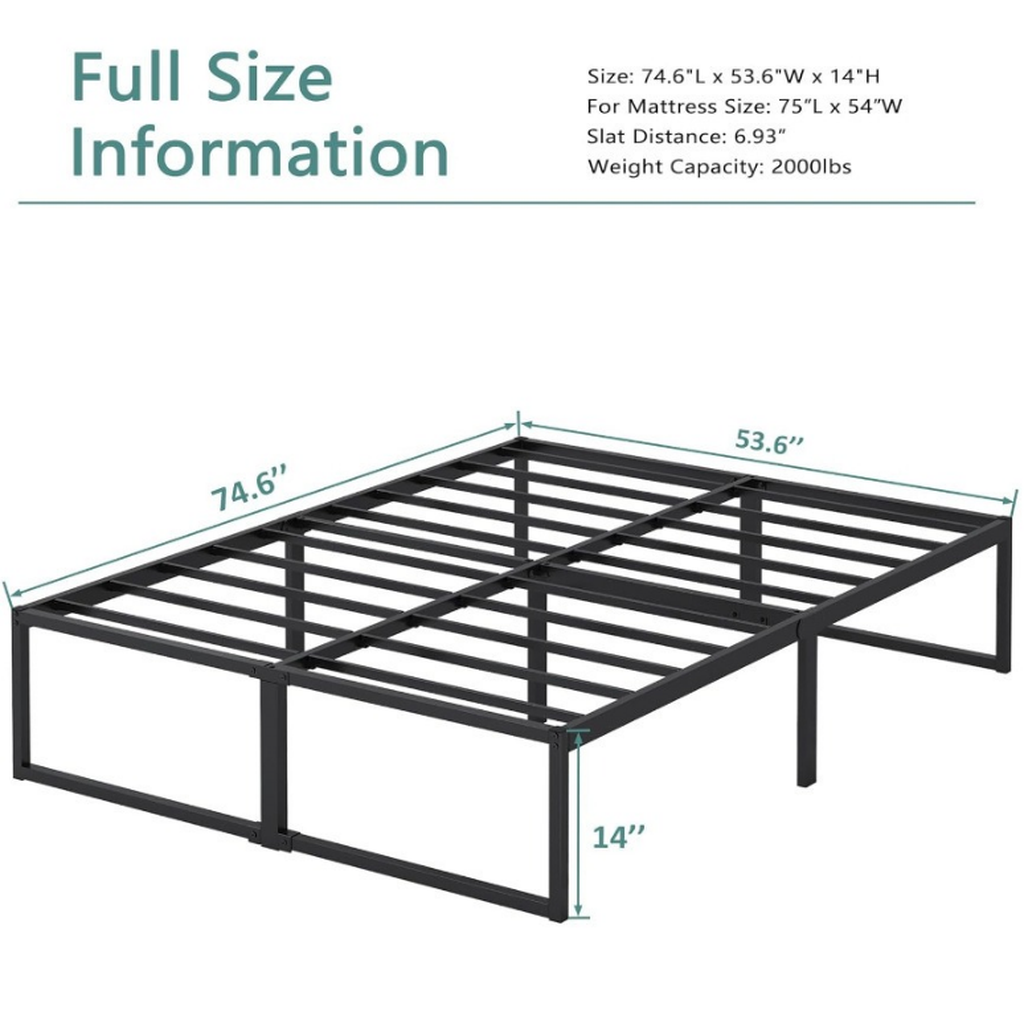 Full Size
Information
Size: 74.6"L x 53.6"W x 14"H
For Mattress Size: 75”L x 54”W
Slat Distance: 6.93”
Weight Capacity: 2000lbs
74.6’’
53.6’’
14’’